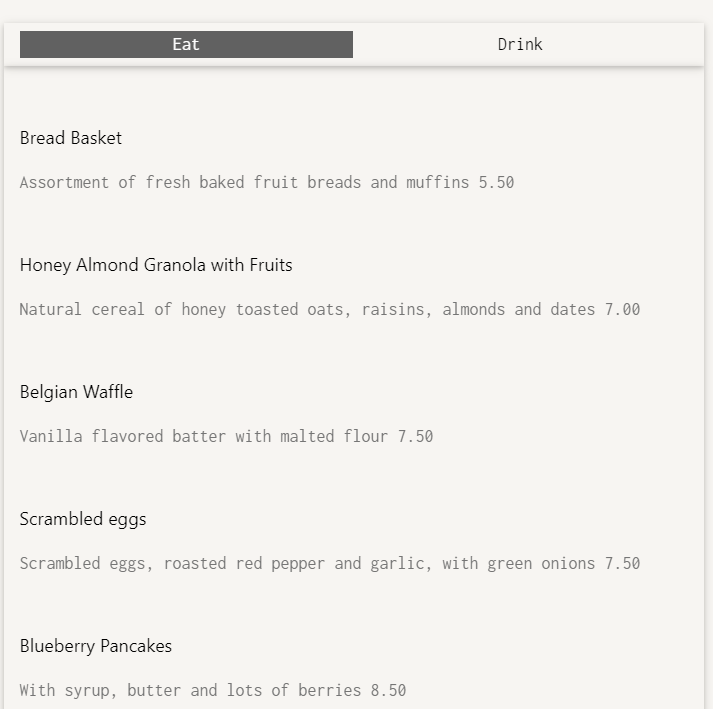 Eat Drink
Bread Basket
Assortment of fresh baked fruit breads and muffins 5.50
Honey Almond Granola with Fruits
Natural cereal of honey toasted oats, raisins, almonds and dates 7.00
Belgian Waffle
Vanilla flavored batter with malted flour 7.50
Scrambled eggs
Scrambled eggs, roasted red pepper and garlic, with green onions 7.50
Blueberry Pancakes
With syrup, butter and lots of berries 8.50